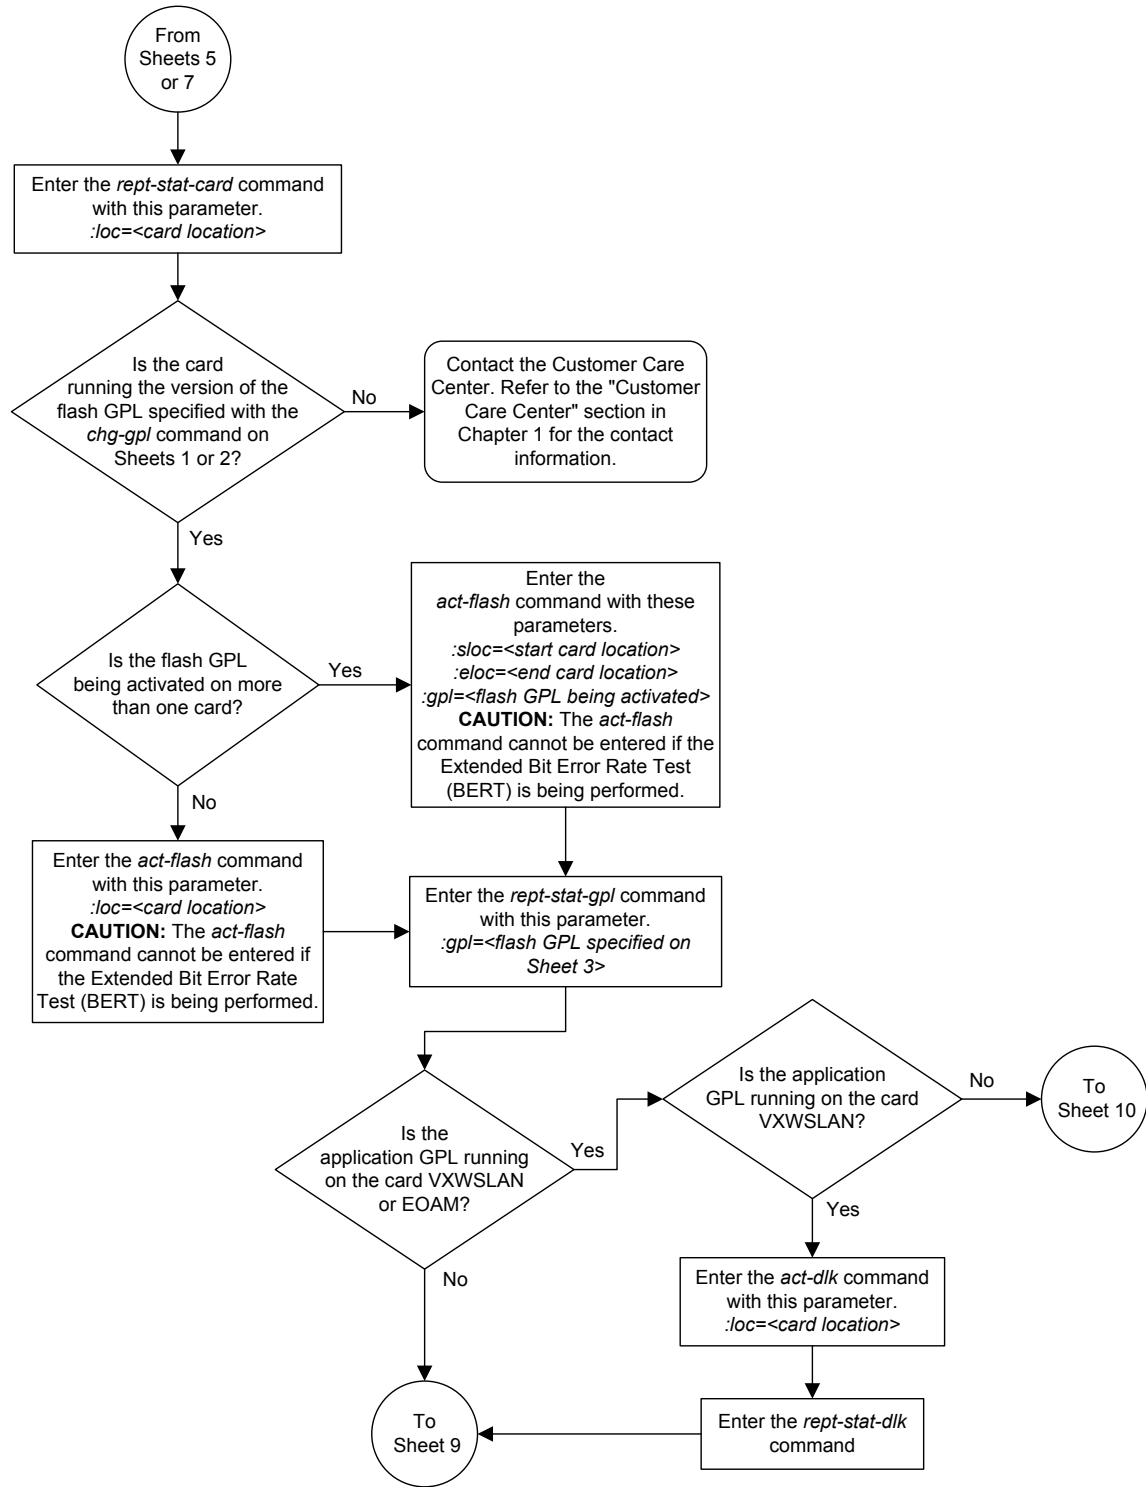 From
Sheets 5
or 7
Enter the rept-stat-card command
with this parameter.
:loc=<card location>
Is the card
running the version of the
flash GPL specified with the
chg-gpl command on
Sheets 1 or 2?
No
Contact the Customer Care
Center. Refer to the "Customer
Care Center" section in
Chapter 1 for the contact
information.
Yes
Is the flash GPL
being activated on more
than one card?
Yes
Enter the
act-flash command with these
parameters.
:sloc=<start card location>
:eloc=<end card location>
:gpl=<flash GPL being activated>
CAUTION: The act-flash
command cannot be entered if the
Extended Bit Error Rate Test
(BERT) is being performed.
No
Enter the act-flash command
with this parameter.
:loc=<card location>
CAUTION: The act-flash
command cannot be entered if
the Extended Bit Error Rate
Test (BERT) is being performed.
Enter the rept-stat-gpl command
with this parameter.
:gpl=<flash GPL specified on
Sheet 3>
Is the
application GPL running
on the card VXWSLAN
or EOAM?
Yes
Is the application
GPL running on the card
VXWSLAN?
No
To
Sheet 10
Yes
Enter the act-dlk command
with this parameter.
:loc=<card location>
No
Enter the rept-stat-dlk
command
To
Sheet 9